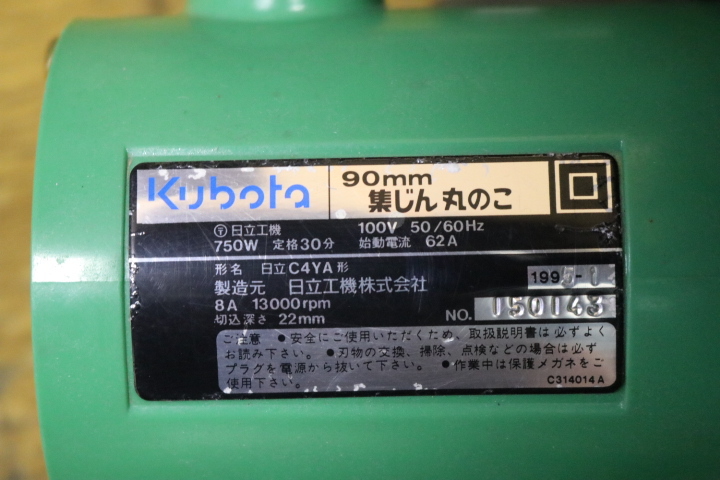 Kubota
90mm
集じん丸のこ
〒日立工機 100V 50/60Hz
750W 定格30分 始動電流 62A
形名 日立C4YA形
製造元 日立工機株式会社 1995-1
8A 13000rpm
切込深さ 22mm NO. 150143
ご注意 ●安全にご使用いただくため、取扱説明書は必ずよく
お読み下さい。 ●刃物の交換、掃除、点検などの場合は必ず
プラグを電源から抜いて下さい。 ●作業中は保護メガネをご
使用下さい。 C314014A